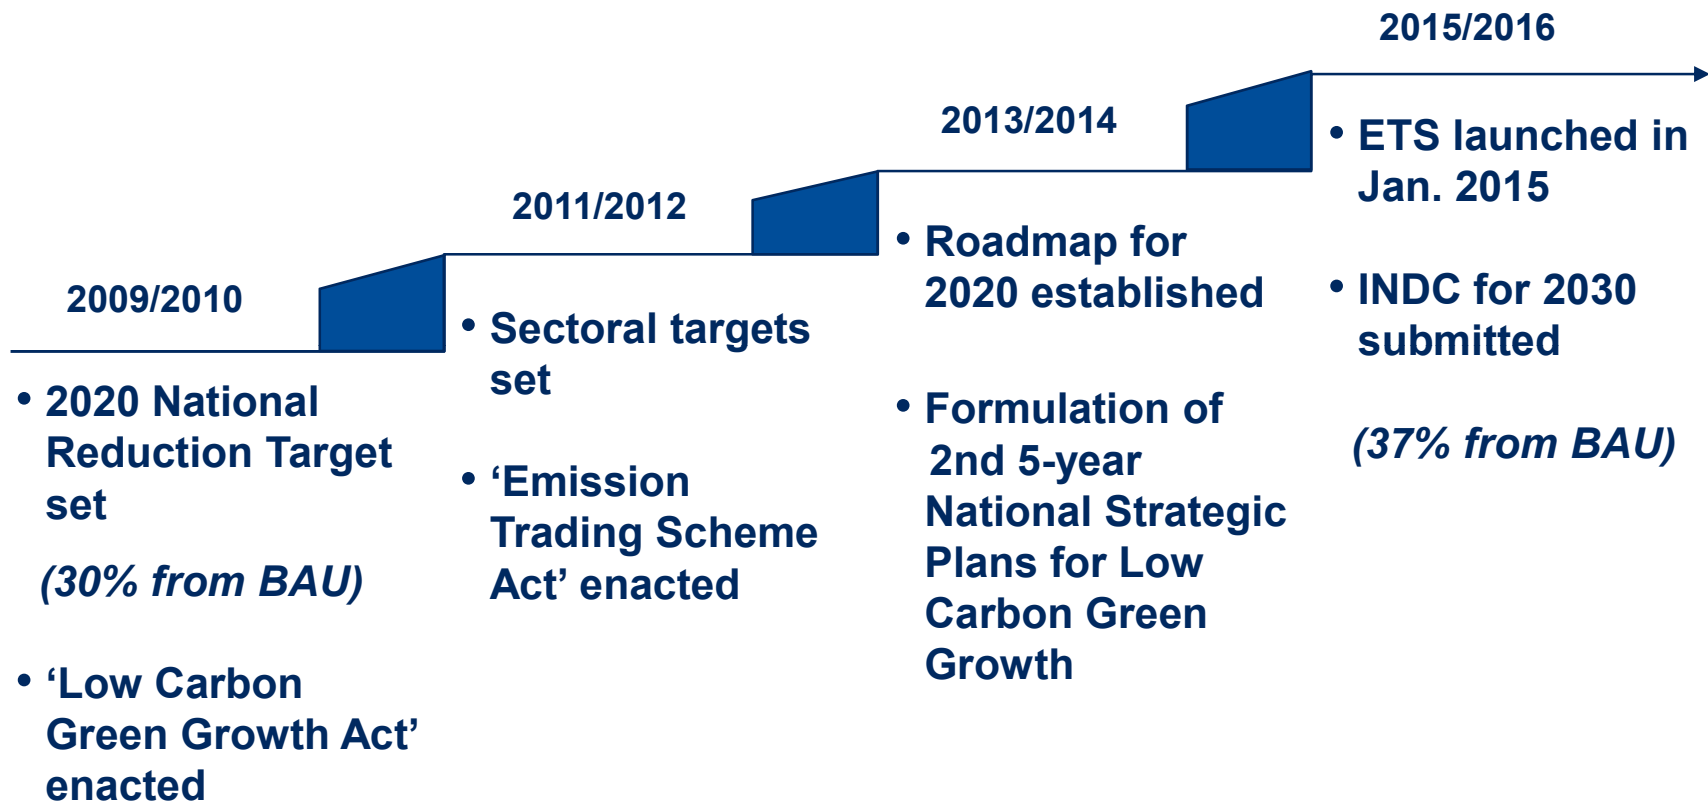 2009/2010
• 2020 National
Reduction Target
set
(30% from BAU)
• ‘Low Carbon
Green Growth Act’
enacted
2011/2012
• Sectoral targets
set
• ‘Emission
Trading Scheme
Act’ enacted
2013/2014
• Roadmap for
2020 established
• Formulation of
2nd 5-year
National Strategic
Plans for Low
Carbon Green
Growth
2015/2016
• ETS launched in
Jan. 2015
• INDC for 2030
submitted
(37% from BAU)